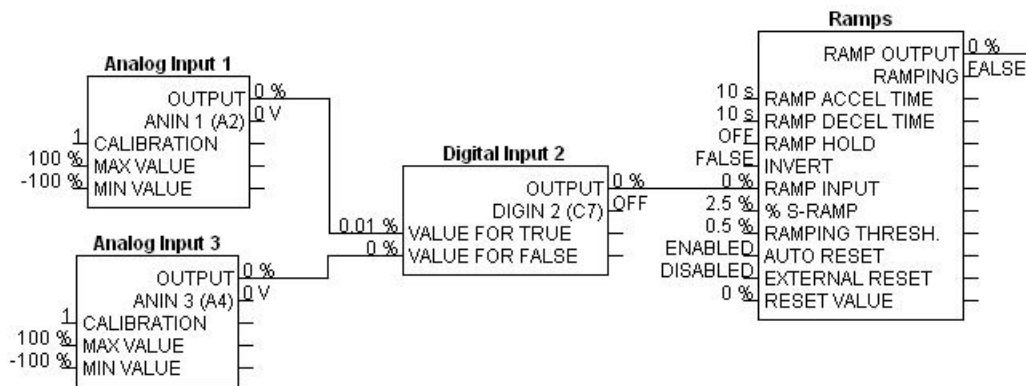 Analog Input 1
OUTPUT 0 %
ANIN 1 (A2) 0 V
1 CALIBRATION
100 % MAX VALUE
-100 % MIN VALUE
Analog Input 3
OUTPUT 0 %
ANIN 3 (A4) 0 V
1 CALIBRATION
100 % MAX VALUE
-100 % MIN VALUE
Digital Input 2
OUTPUT 0 %
DIGIN 2 (C7) OFF
0.01 % VALUE FOR TRUE
0 % VALUE FOR FALSE
Ramps
RAMP OUTPUT 0 %
RAMPING FALSE
10 s RAMP ACCEL TIME
10 s RAMP DECEL TIME
OFF RAMP HOLD
FALSE INVERT
0 % RAMP INPUT
2.5 % % S-RAMP
0.5 % RAMPING THRESH.
ENABLED AUTO RESET
DISABLED EXTERNAL RESET
0 % RESET VALUE